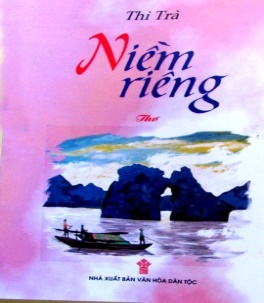 Thi Trà
Niềm
riêng
Thơ
NHÀ XUẤT BẢN VĂN HÓA DÂN TỘC